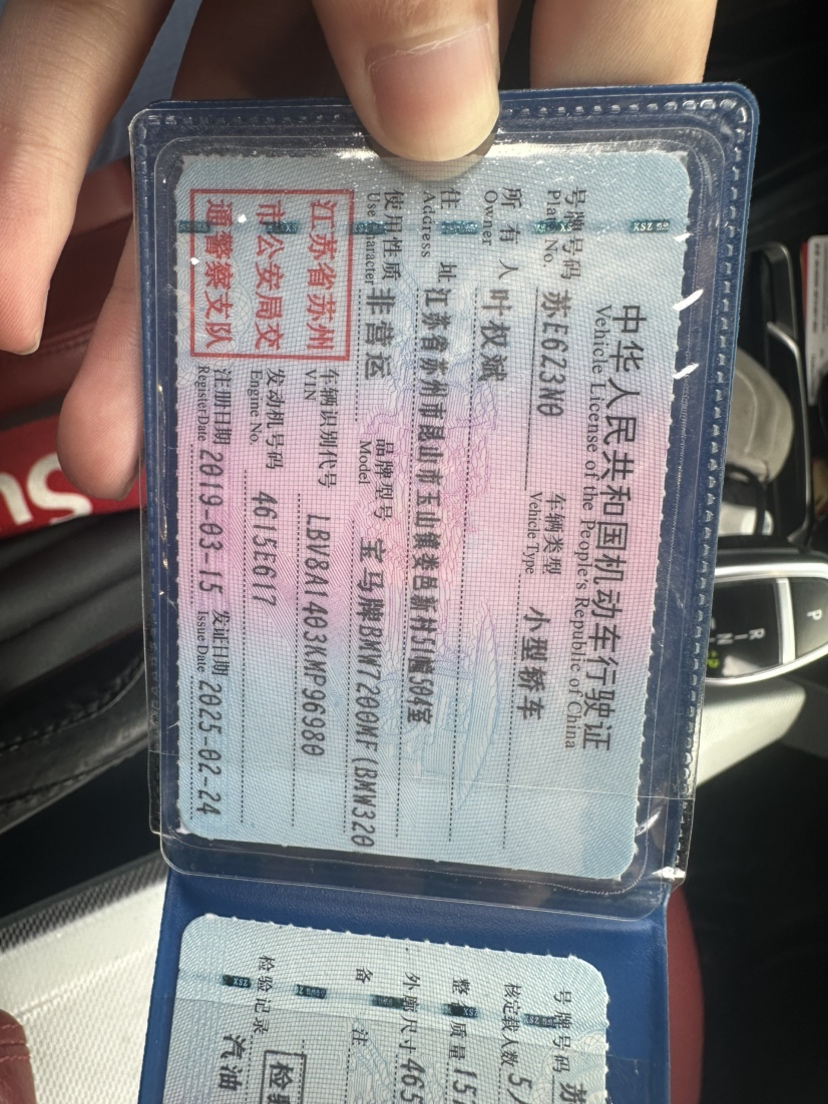 中华人民共和国机动车行驶证
Vehicle License of the People's Republic of China
号牌号码 苏E6Z3N0 车辆类型 小型轿车
Plate No. Vehicle Type
所有人 叶权斌
Owner
住址 江苏省苏州市昆山市玉山镇娄邑新村51幢504室
Address
使用性质 非营运 品牌型号 宝马牌BMW7200MF(BMW320
Use Character Model
江苏省苏州
市公安局交
通警察支队
车辆识别代号 LBV8A1403KMP96980
VIN
发动机号码 4615E617
Engine No.
注册日期 2019-03-15 发证日期 2025-02-24
Register Date Issue Date
号牌号码 苏
核定载人数 5
整备质量 15
外廓尺寸 465
备注
检验记录
汽油
Su
P
R
N